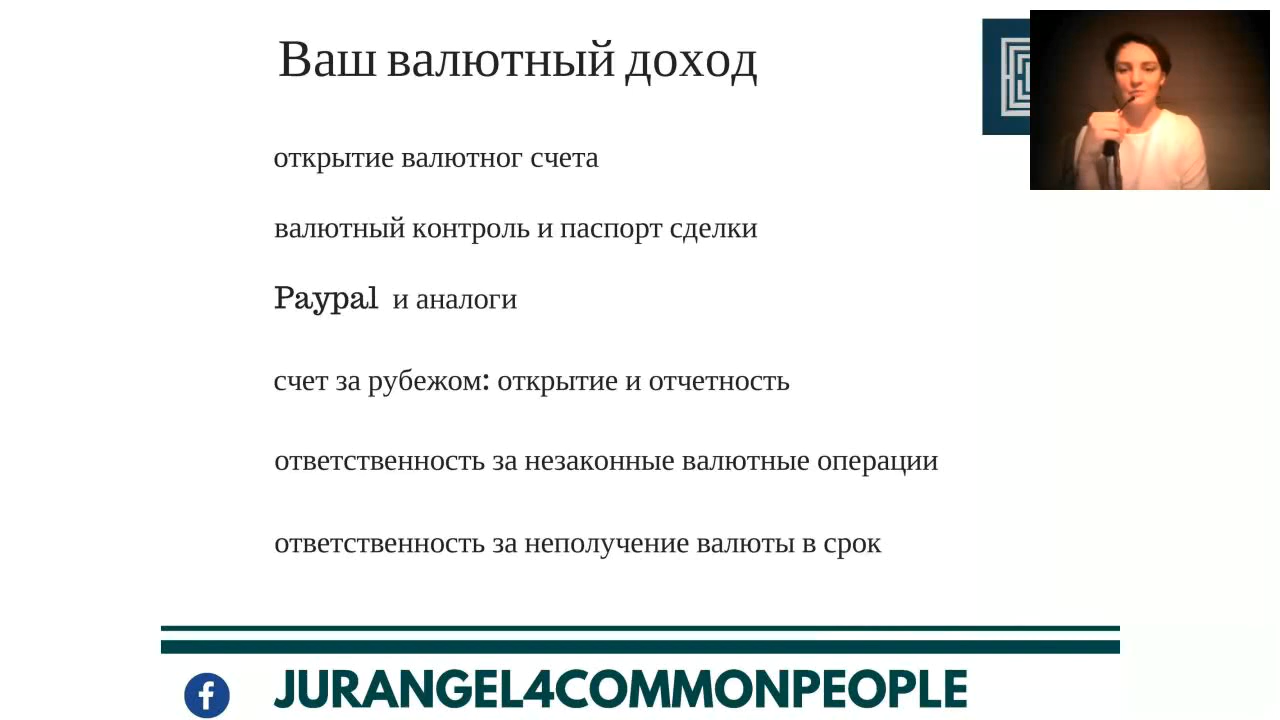 Ваш валютный доход
открытие валютног счета
валютный контроль и паспорт сделки
Paypal и аналоги
счет за рубежом: открытие и отчетность
ответственность за незаконные валютные операции
ответственность за неполучение валюты в срок
JURANGEL4COMMONPEOPLE